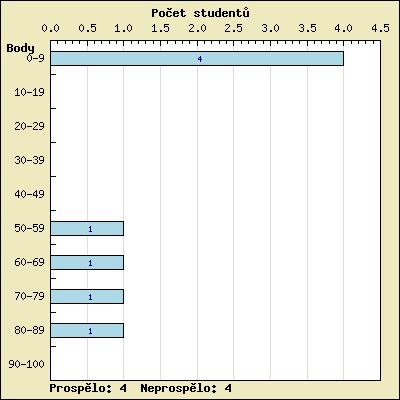 Počet studentů
0.0 0.5 1.0 1.5 2.0 2.5 3.0 3.5 4.0 4.5
Body
0-9 4
10-19
20-29
30-39
40-49
50-59 1
60-69 1
70-79 1
80-89 1
90-100
Prospělo: 4 Neprospělo: 4